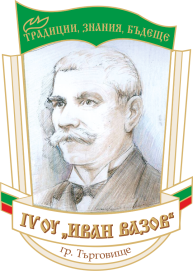 ТРАДИЦИИ, ЗНАНИЯ, БЪДЕЩЕ
IV ОУ „ИВАН ВАЗОВ“
гр. Търговище